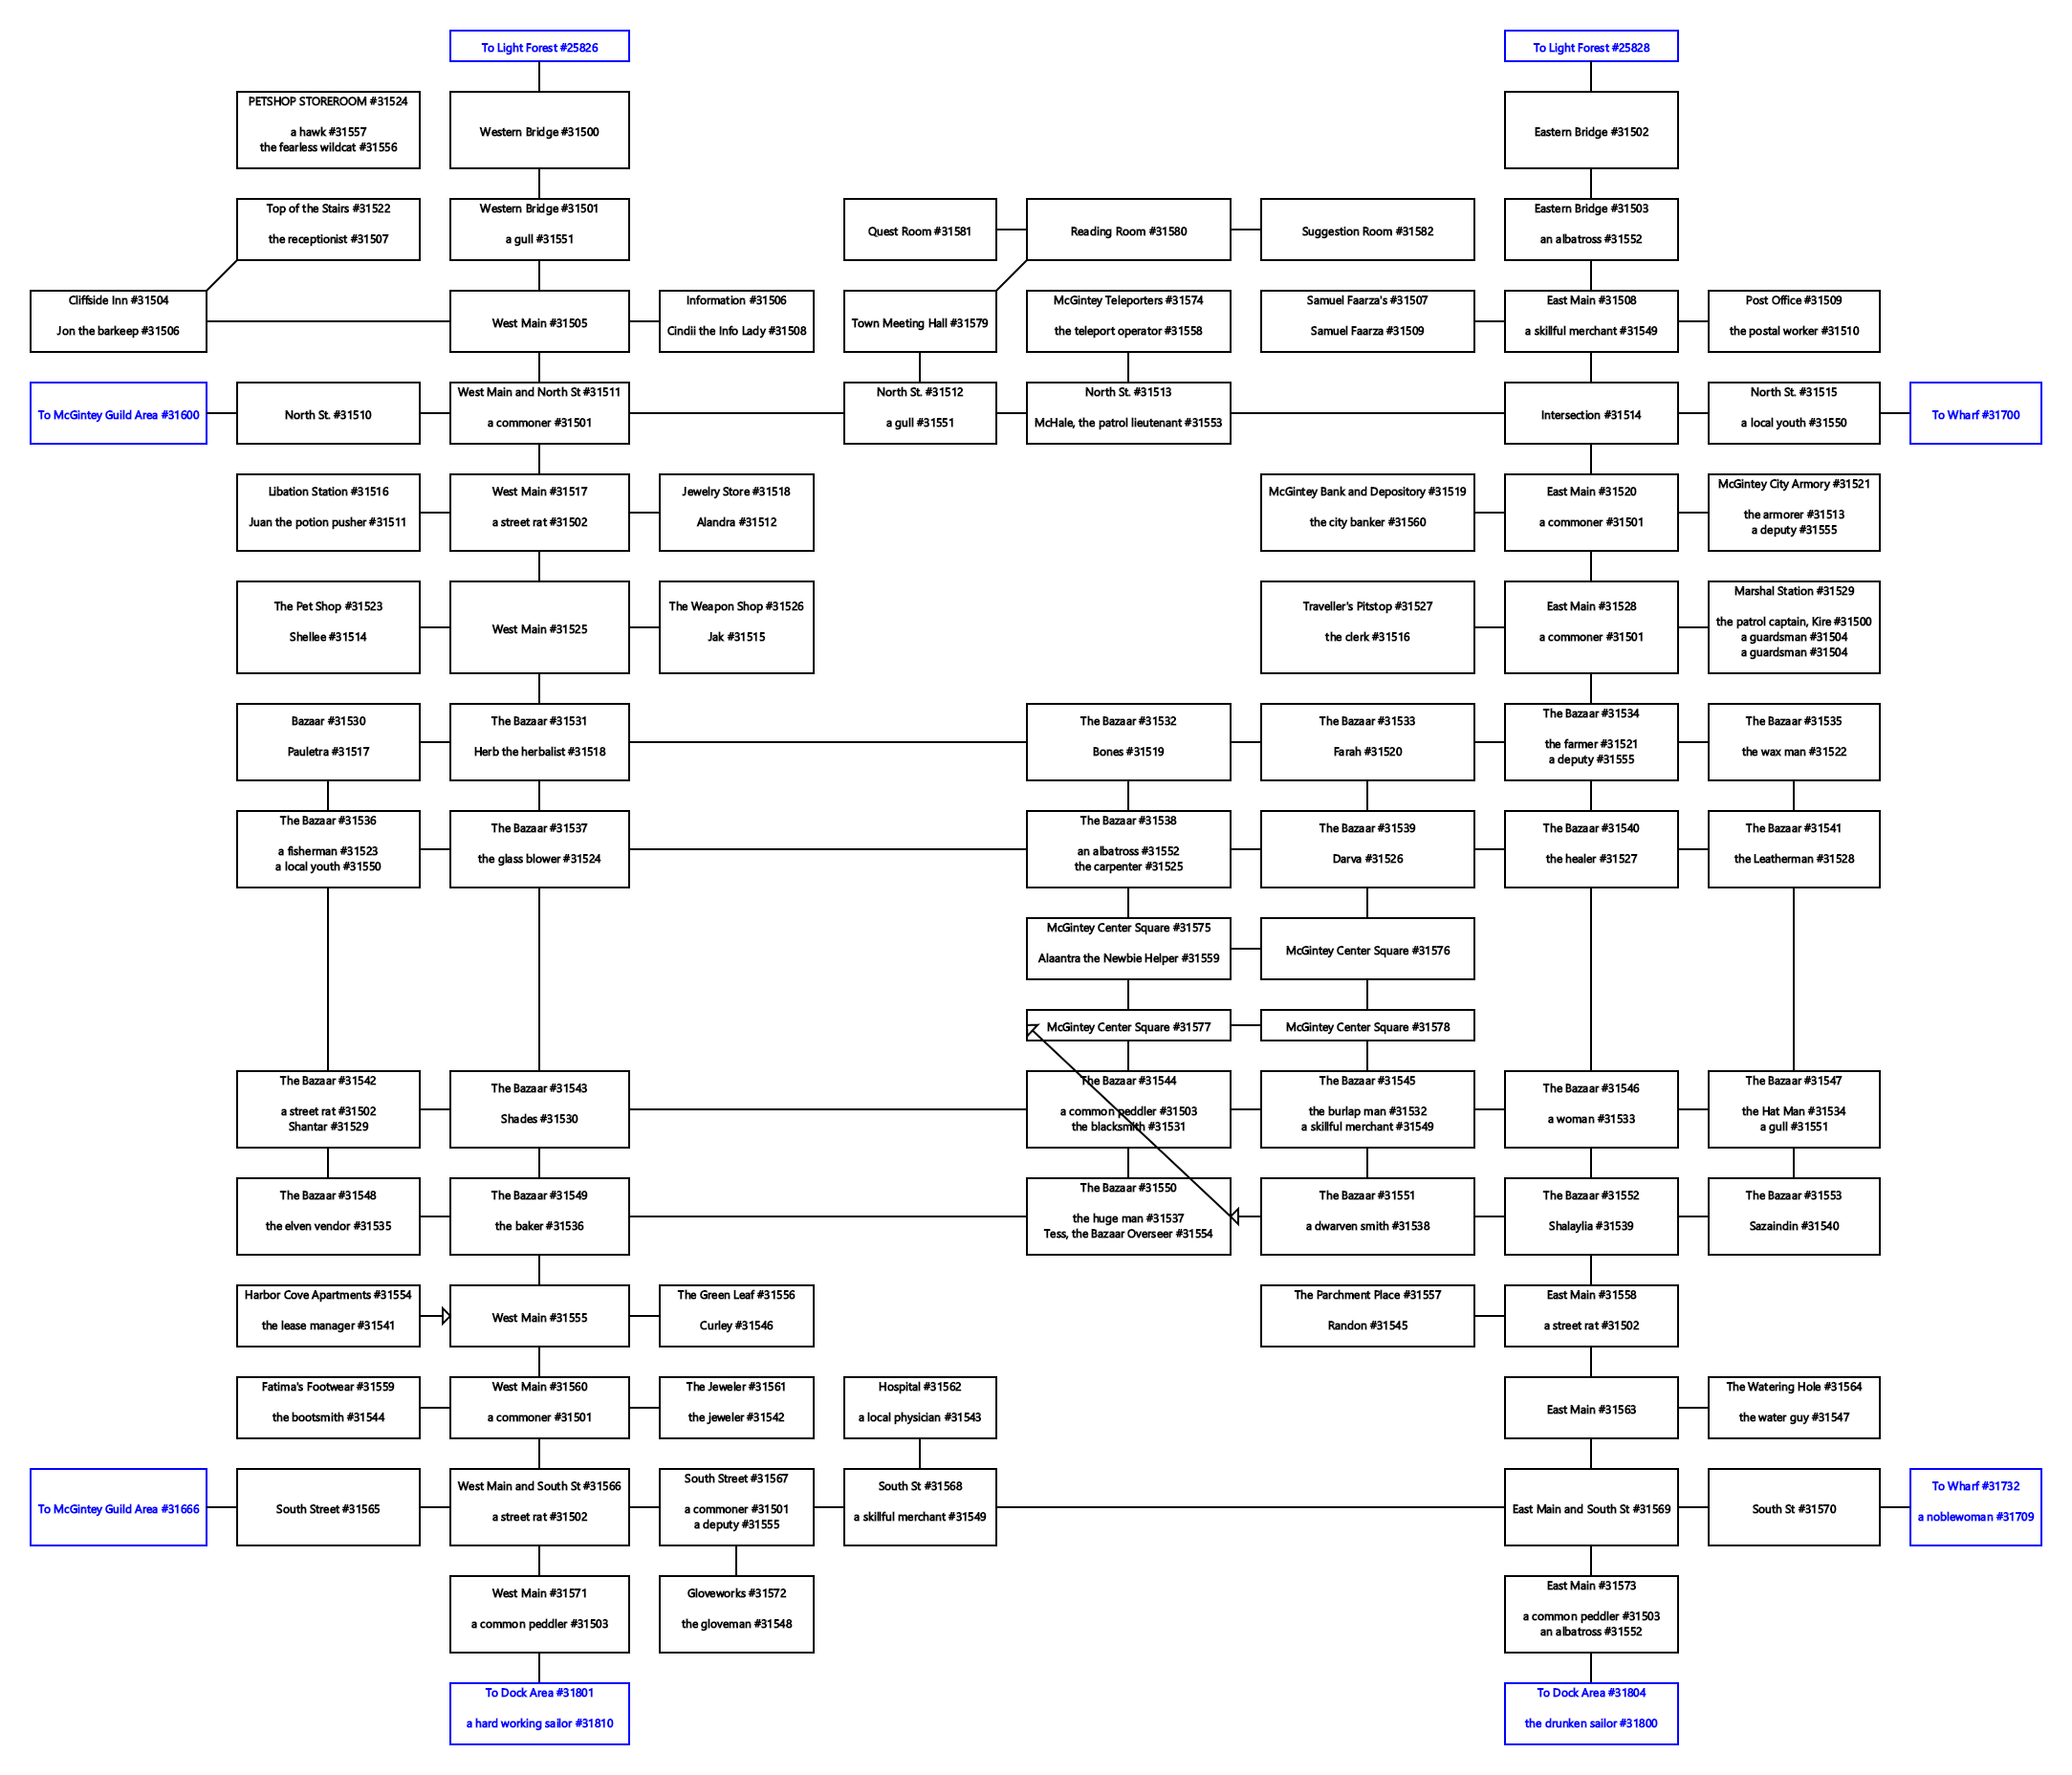 To Light Forest #25826
To Light Forest #25828
PETSHOP STOREROOM #31524
a hawk #31557
the fearless wildcat #31556
Western Bridge #31500
Eastern Bridge #31502
Top of the Stairs #31522
the receptionist #31507
Western Bridge #31501
a gull #31551
Quest Room #31581
Reading Room #31580
Suggestion Room #31582
Eastern Bridge #31503
an albatross #31552
Cliffside Inn #31504
Jon the barkeep #31506
West Main #31505
Information #31506
Cindii the Info Lady #31508
Town Meeting Hall #31579
McGintey Teleporters #31574
the teleport operator #31558
Samuel Faarza's #31507
Samuel Faarza #31509
East Main #31508
a skillful merchant #31549
Post Office #31509
the postal worker #31510
To McGintey Guild Area #31600
North St. #31510
West Main and North St #31511
a commoner #31501
North St. #31512
a gull #31551
North St. #31513
McHale, the patrol lieutenant #31553
Intersection #31514
North St. #31515
a local youth #31550
To Wharf #31700
Libation Station #31516
Juan the potion pusher #31511
West Main #31517
a street rat #31502
Jewelry Store #31518
Alandra #31512
McGintey Bank and Depository #31519
the city banker #31560
East Main #31520
a commoner #31501
McGintey City Armory #31521
the armorer #31513
a deputy #31555
The Pet Shop #31523
Shellee #31514
West Main #31525
The Weapon Shop #31526
Jak #31515
Traveller's Pitstop #31527
the clerk #31516
East Main #31528
a commoner #31501
Marshal Station #31529
the patrol captain, Kire #31500
a guardsman #31504
a guardsman #31504
Bazaar #31530
Pauletra #31517
The Bazaar #31531
Herb the herbalist #31518
The Bazaar #31532
Bones #31519
The Bazaar #31533
Farah #31520
The Bazaar #31534
the farmer #31521
a deputy #31555
The Bazaar #31535
the wax man #31522
The Bazaar #31536
a fisherman #31523
a local youth #31550
The Bazaar #31537
the glass blower #31524
The Bazaar #31538
an albatross #31552
the carpenter #31525
The Bazaar #31539
Darva #31526
The Bazaar #31540
the healer #31527
The Bazaar #31541
the Leatherman #31528
McGintey Center Square #31575
Alaantra the Newbie Helper #31559
McGintey Center Square #31576
McGintey Center Square #31577
McGintey Center Square #31578
The Bazaar #31542
a street rat #31502
Shantar #31529
The Bazaar #31543
Shades #31530
The Bazaar #31544
a common peddler #31503
the blacksmith #31531
The Bazaar #31545
the burlap man #31532
a skillful merchant #31549
The Bazaar #31546
a woman #31533
The Bazaar #31547
the Hat Man #31534
a gull #31551
The Bazaar #31548
the elven vendor #31535
The Bazaar #31549
the baker #31536
The Bazaar #31550
the huge man #31537
Tess, the Bazaar Overseer #31554
The Bazaar #31551
a dwarven smith #31538
The Bazaar #31552
Shalaylia #31539
The Bazaar #31553
Sazaindin #31540
Harbor Cove Apartments #31554
the lease manager #31541
West Main #31555
The Green Leaf #31556
Curley #31546
The Parchment Place #31557
Randon #31545
East Main #31558
a street rat #31502
Fatima's Footwear #31559
the bootsmith #31544
West Main #31560
a commoner #31501
The Jeweler #31561
the jeweler #31542
Hospital #31562
a local physician #31543
East Main #31563
The Watering Hole #31564
the water guy #31547
To McGintey Guild Area #31666
South Street #31565
West Main and South St #31566
a street rat #31502
South Street #31567
a commoner #31501
a deputy #31555
South St #31568
a skillful merchant #31549
East Main and South St #31569
South St #31570
To Wharf #31732
a noblewoman #31709
West Main #31571
a common peddler #31503
Gloveworks #31572
the gloveman #31548
East Main #31573
a common peddler #31503
an albatross #31552
To Dock Area #31801
a hard working sailor #31810
To Dock Area #31804
the drunken sailor #31800